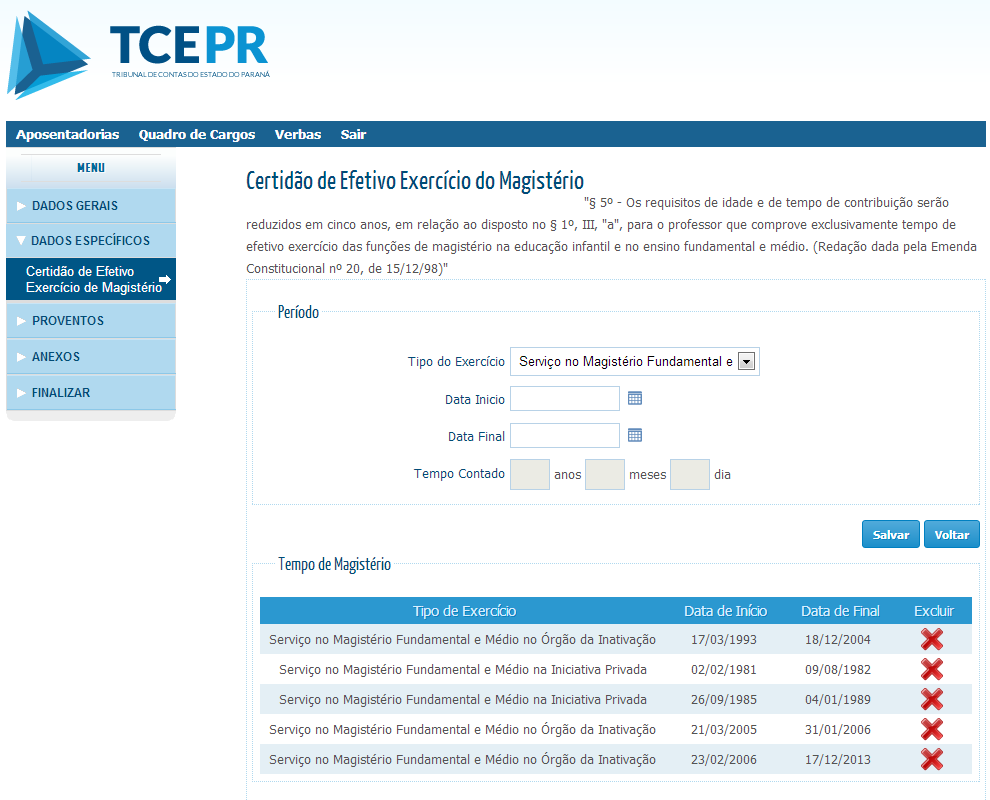 TCEPR
TRIBUNAL DE CONTAS DO ESTADO DO PARANÁ
Aposentadorias Quadro de Cargos Verbas Sair
MENU
DADOS GERAIS
DADOS ESPECÍFICOS
Certidão de Efetivo
Exercício de Magistério
PROVENTOS
ANEXOS
FINALIZAR
Certidão de Efetivo Exercício do Magistério
"§ 5º - Os requisitos de idade e de tempo de contribuição serão
reduzidos em cinco anos, em relação ao disposto no § 1º, III, "a", para o professor que comprove exclusivamente tempo de
efetivo exercício das funções de magistério na educação infantil e no ensino fundamental e médio. (Redação dada pela Emenda
Constitucional nº 20, de 15/12/98)"
Período
Tipo do Exercício Serviço no Magistério Fundamental e
Data Inicio
Data Final
Tempo Contado anos meses dia
Salvar Voltar
Tempo de Magistério
Tipo de Exercício Data de Início Data de Final Excluir
Serviço no Magistério Fundamental e Médio no Órgão da Inativação 17/03/1993 18/12/2004
Serviço no Magistério Fundamental e Médio na Iniciativa Privada 02/02/1981 09/08/1982
Serviço no Magistério Fundamental e Médio na Iniciativa Privada 26/09/1985 04/01/1989
Serviço no Magistério Fundamental e Médio no Órgão da Inativação 21/03/2005 31/01/2006
Serviço no Magistério Fundamental e Médio no Órgão da Inativação 23/02/2006 17/12/2013